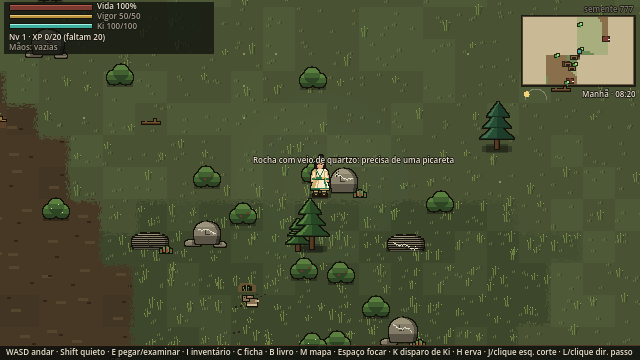 Vida 100%
Vigor 50/50
Ki 100/100
Nv 1 · XP 0/20 (faltam 20)
Mãos: vazias
semente 777
Manhã · 08:20
Rocha com veio de quartzo: precisa de uma picareta
WASD andar · Shift quieto · E pegar/examinar · I inventário · C ficha · B livro · M mapa · Espaço focar · K disparo de Ki · H erva · J/clique esq. corte · L/clique dir. passo